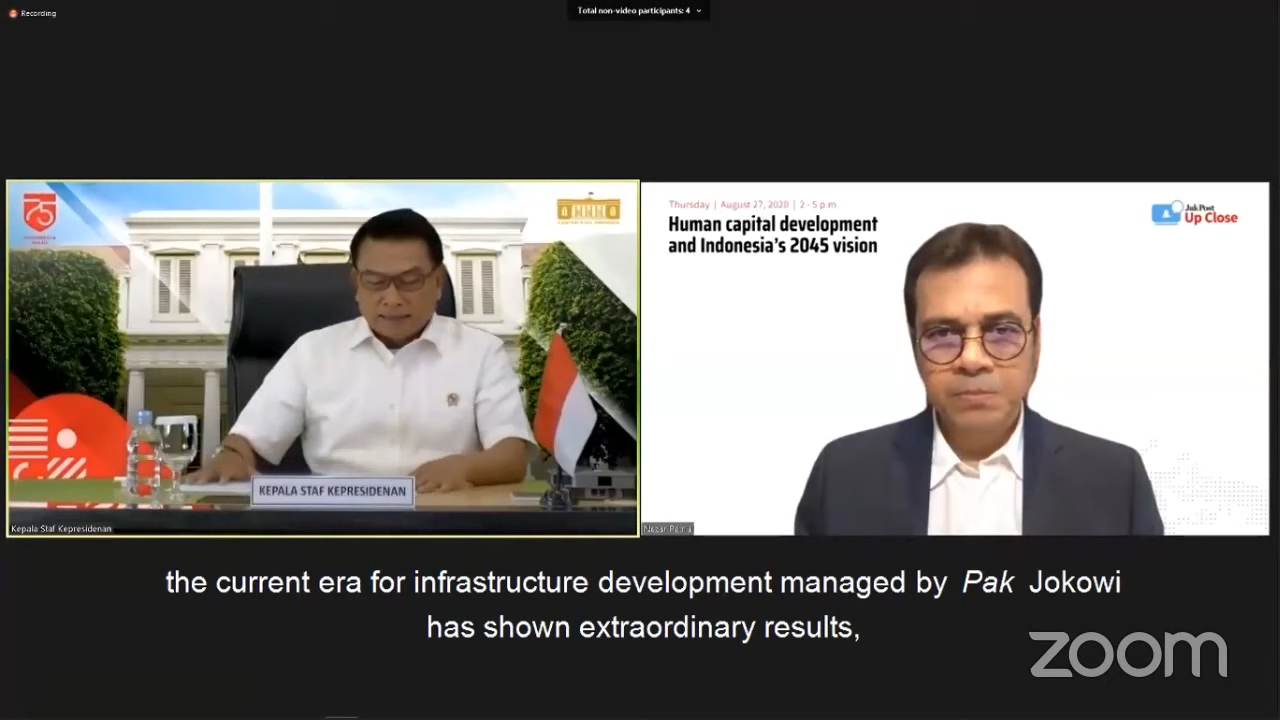 Recording
Total non-video participants: 4
75
Thursday | August 27, 2020 | 2 - 5 p.m.
Human capital development
and Indonesia's 2045 vision
JakPost
Up Close
KEPALA STAF KEPRESIDENAN
Kepala Staf Kepresidenan
the current era for infrastructure development managed by Pak Jokowi
has shown extraordinary results,
zoom